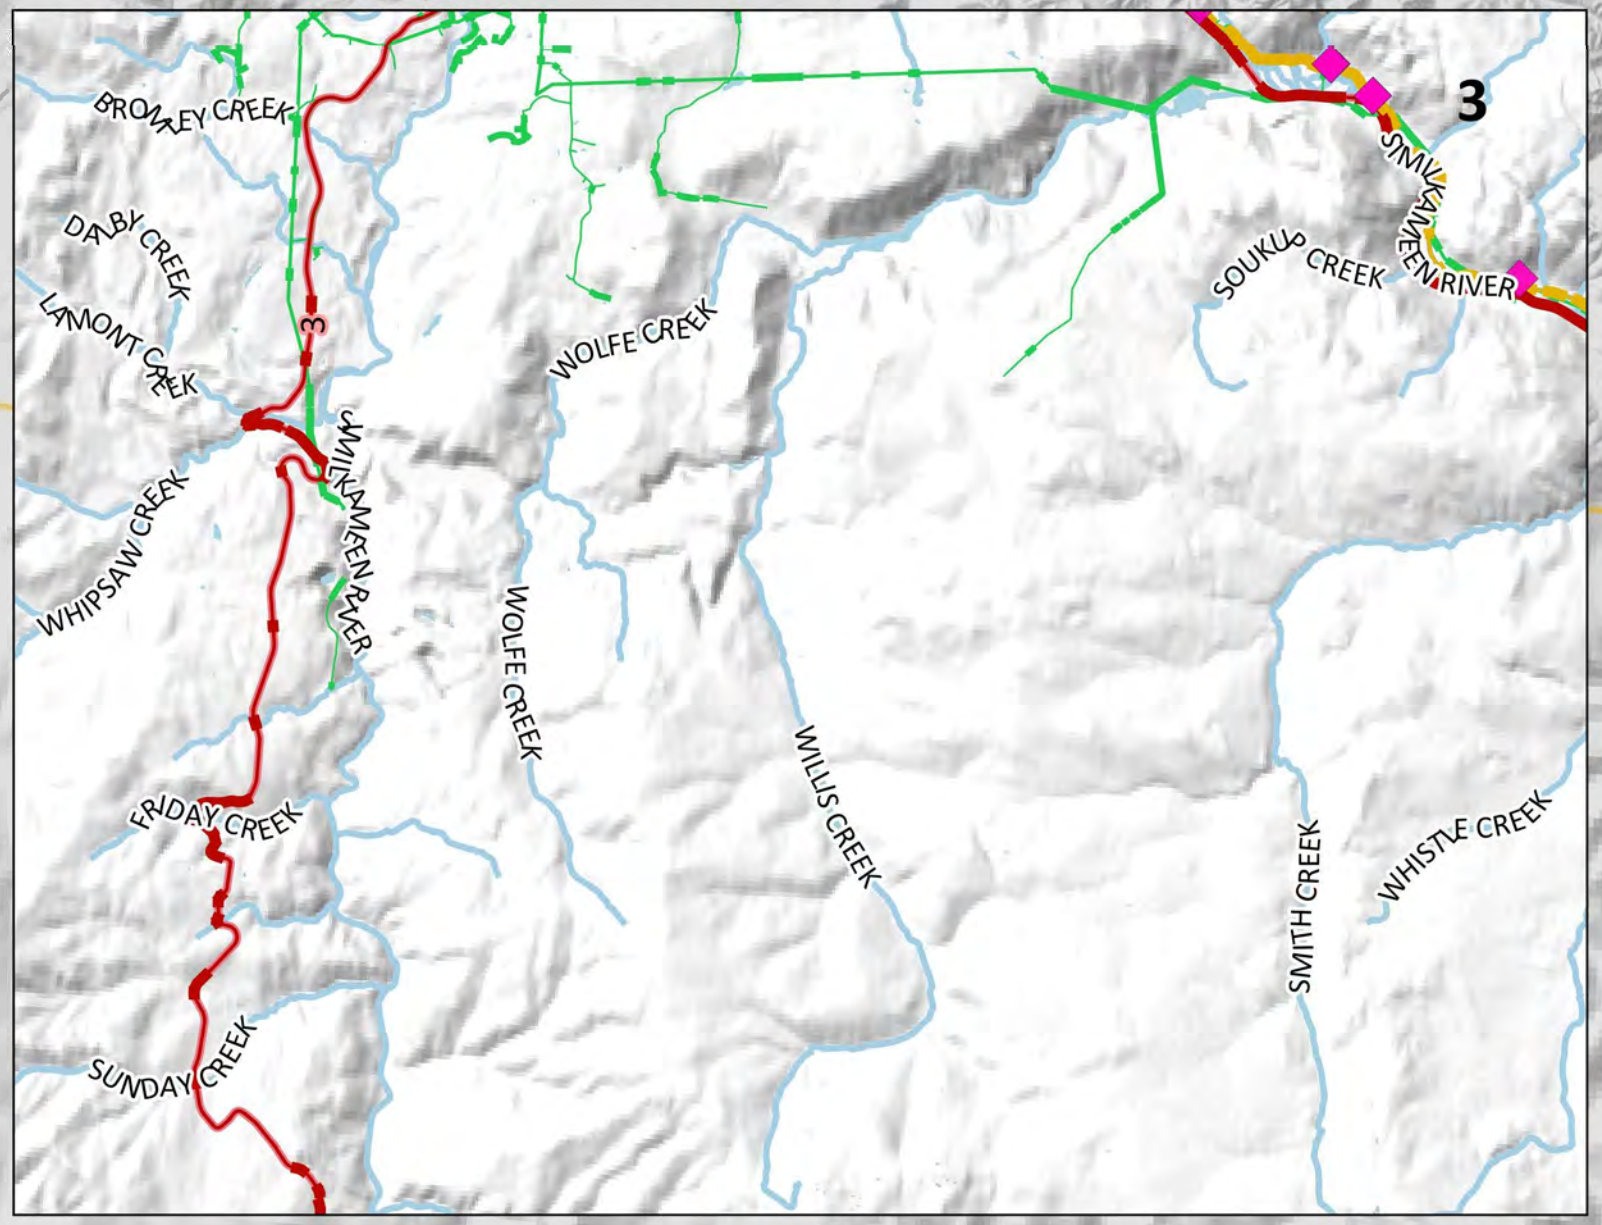 3
BROMLEY CREEK
SIMILKAMEEN RIVER
DALBY CREEK
SOUKUP CREEK
LAMONT CREEK
3
WOLFE CREEK
SIMILKAMEEN RIVER
WHIPSAW CREEK
WOLFE CREEK
WILLIS CREEK
FRIDAY CREEK
SMITH CREEK
WHISTLE CREEK
SUNDAY CREEK